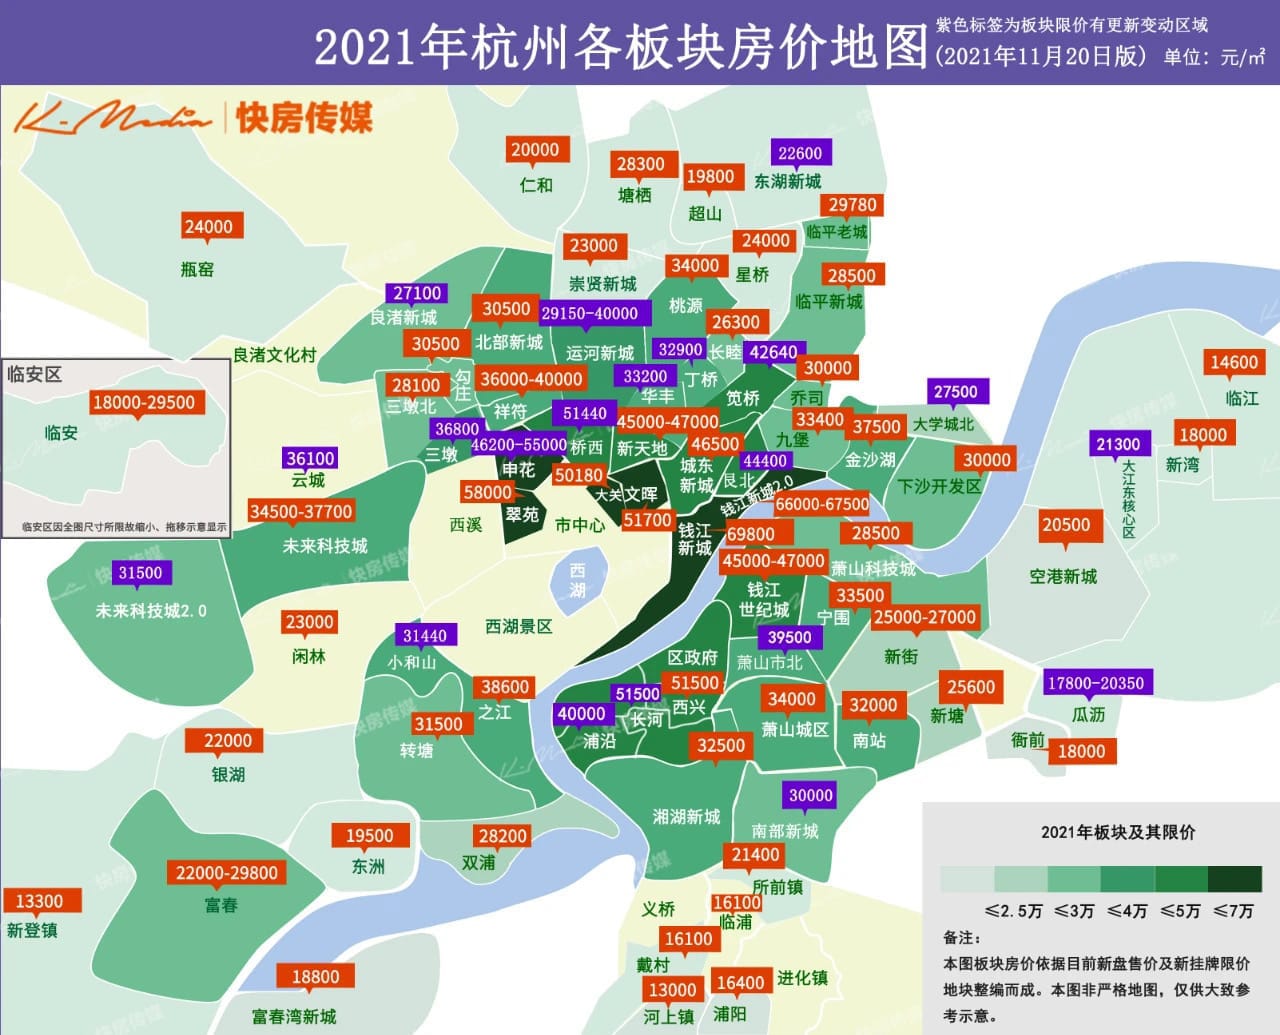 2021年杭州各板块房价地图
紫色标签为板块限价有更新变动区域
(2021年11月20日版) 单位：元/㎡
K-Media 快房传媒
20000
仁和
28300
塘栖
19800
超山
22600
东湖新城
29780
临平老城
24000
瓶窑
23000
崇贤新城
24000
星桥
34000
桃源
28500
临平新城
27100
良渚新城
30500
北部新城
29150-40000
运河新城
26300
长睦
30500
勾庄
良渚文化村
32900
丁桥
42640
笕桥
30000
乔司
14600
临江
临安区
18000-29500
临安
临安区因全图尺寸所限故缩小、拖移示意显示
28100
三墩北
36000-40000
祥符
33200
华丰
27500
大学城北
36800
三墩
46200-55000
申花
51440
桥西
45000-47000
新天地
46500
城东新城
33400
九堡
37500
金沙湖
18000
新湾
21300
大江东核心区
36100
云城
44400
艮北
30000
下沙开发区
58000
翠苑
西溪
50180
大关
文晖
51700
市中心
钱江新城2.0
66000-67500
34500-37700
未来科技城
钱江新城
69800
28500
萧山科技城
20500
空港新城
31500
未来科技城2.0
西湖
45000-47000
钱江世纪城
33500
宁围
25000-27000
新街
23000
闲林
31440
小和山
西湖景区
39500
萧山市北
区政府
51500
西兴
38600
之江
51500
长河
34000
萧山城区
32000
南站
25600
新塘
17800-20350
瓜沥
40000
浦沿
31500
转塘
22000
银湖
32500
湘湖新城
衙前
18000
30000
南部新城
19500
东洲
28200
双浦
21400
所前镇
22000-29800
富春
13300
新登镇
义桥
16100
临浦
16100
戴村
18800
富春湾新城
13000
河上镇
16400
浦阳
进化镇
2021年板块及其限价
≤2.5万 ≤3万 ≤4万 ≤5万 ≤7万
备注：
本图板块房价依据目前新盘售价及新挂牌限价
地块整编而成。本图非严格地图，仅供大致参
考示意。